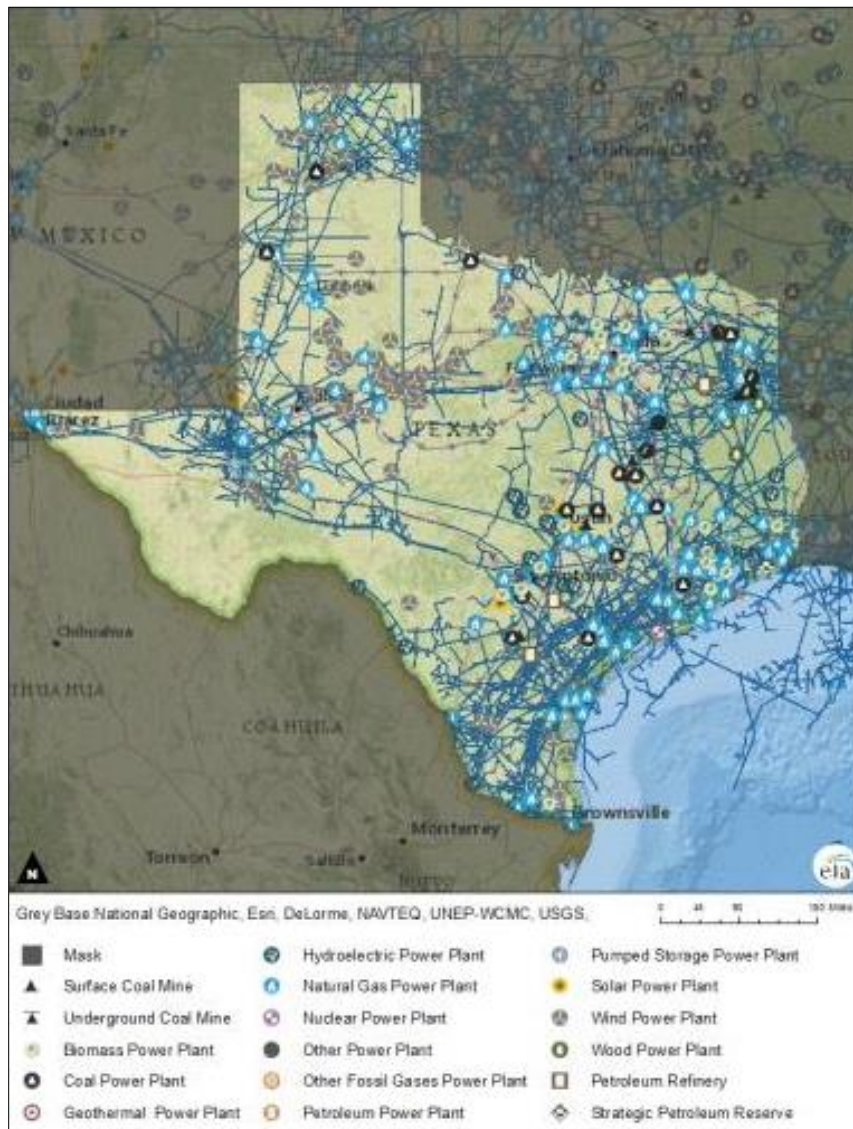 Santa Fe
Oklahoma City
MEXICO
Lubbock
Ciudad
Juarez
TEXAS
Chihuahua
COAHUILA
Brownsville
Monterrey
Torreon
Saltillo
N
eia
Grey Base:National Geographic, Esri, DeLorme, NAVTEQ, UNEP-WCMC, USGS,
Mask
Surface Coal Mine
Underground Coal Mine
Biomass Power Plant
Coal Power Plant
Geothermal Power Plant
Hydroelectric Power Plant
Natural Gas Power Plant
Nuclear Power Plant
Other Power Plant
Other Fossil Gases Power Plant
Petroleum Power Plant
Pumped Storage Power Plant
Solar Power Plant
Wind Power Plant
Wood Power Plant
Petroleum Refinery
Strategic Petroleum Reserve